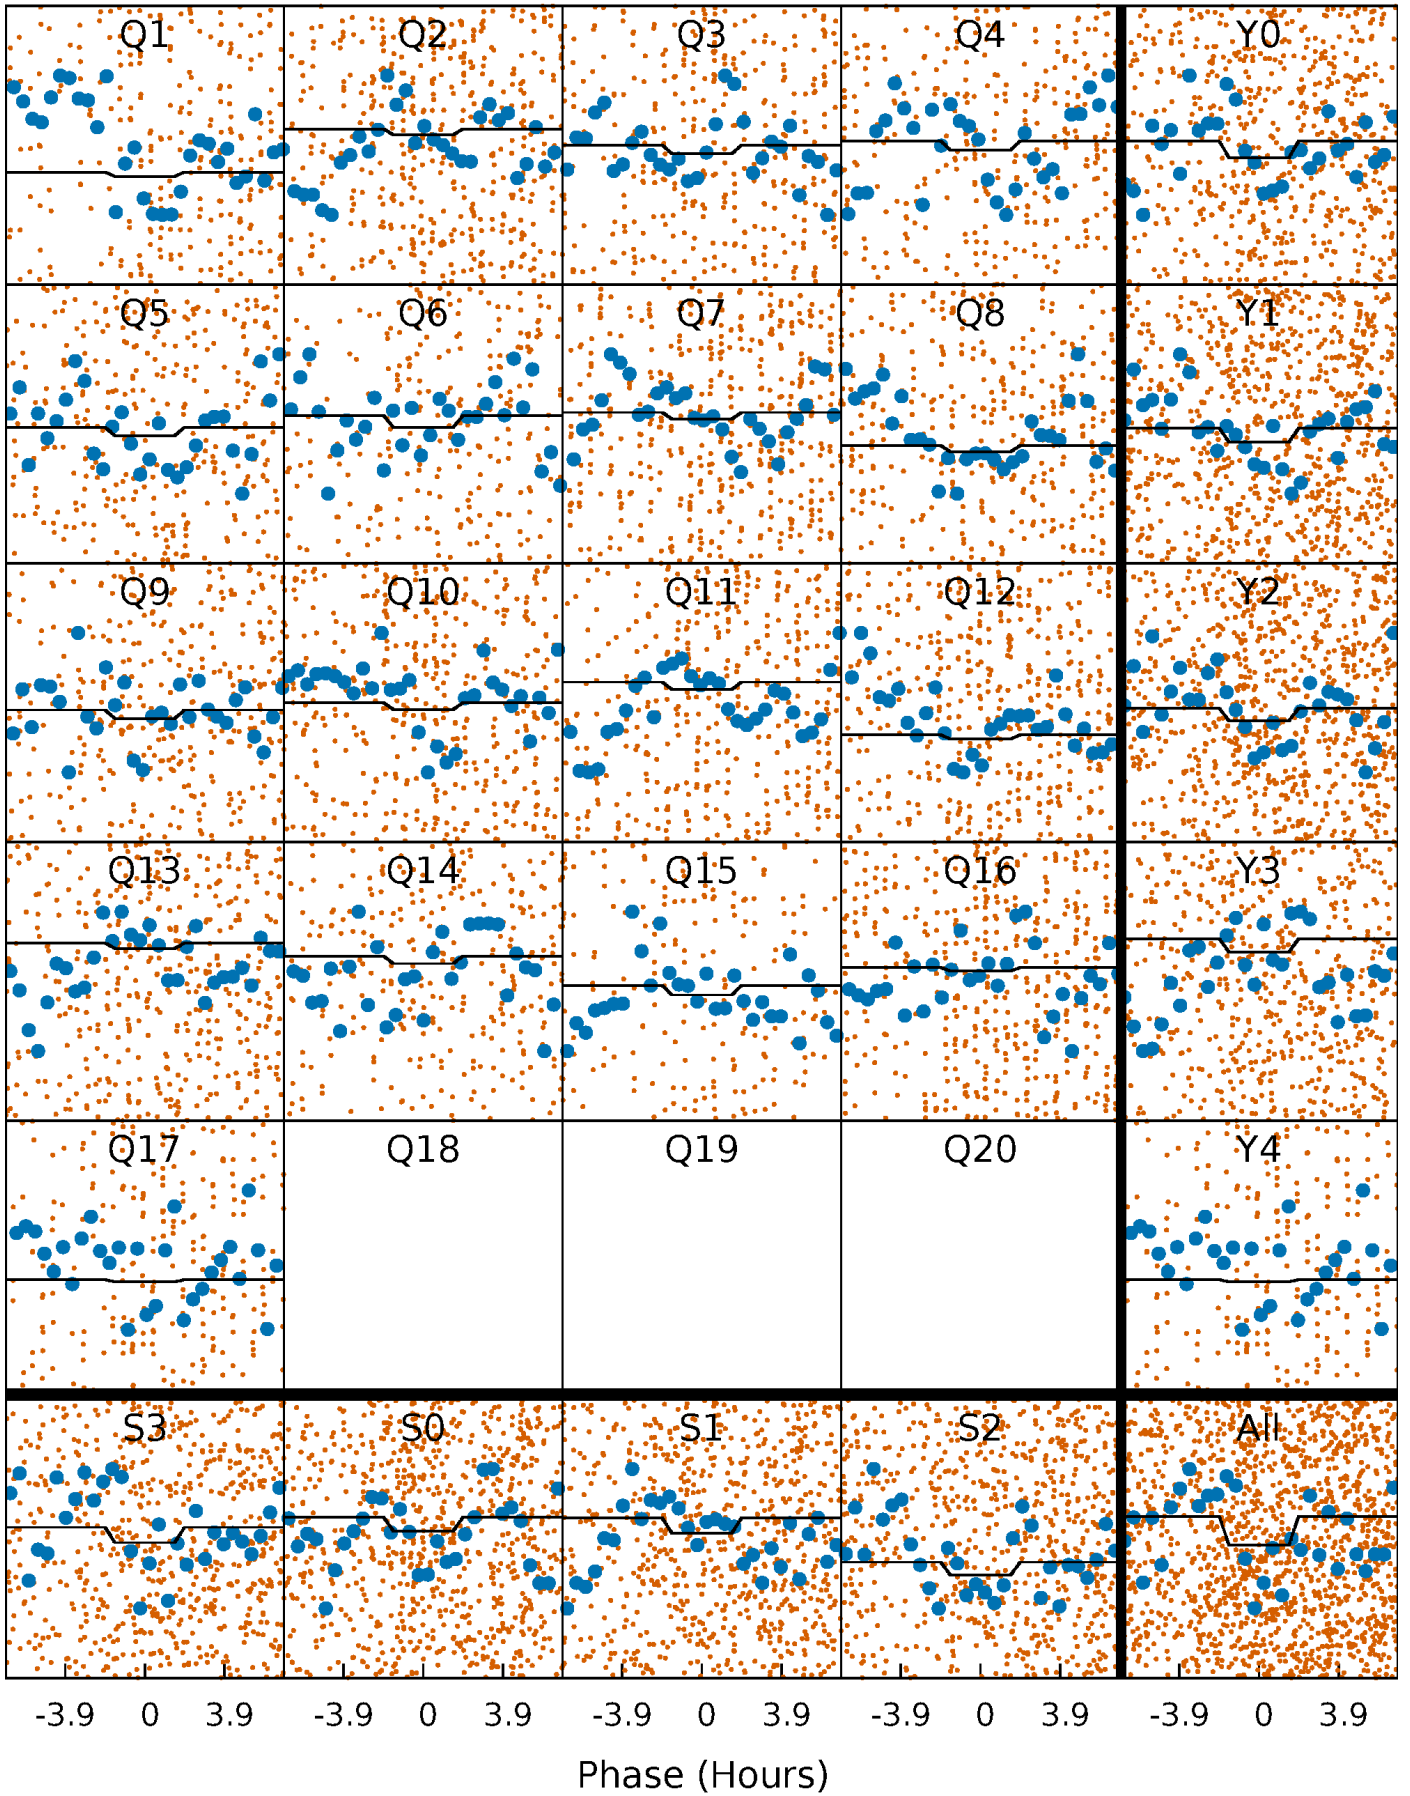 Q1 Q2 Q3 Q4 Y0
Q5 Q6 Q7 Q8 Y1
Q9 Q10 Q11 Q12 Y2
Q13 Q14 Q15 Q16 Y3
Q17 Q18 Q19 Q20 Y4
S3 S0 S1 S2 All
-3.9 0 3.9 -3.9 0 3.9 -3.9 0 3.9 -3.9 0 3.9 -3.9 0 3.9
Phase (Hours)